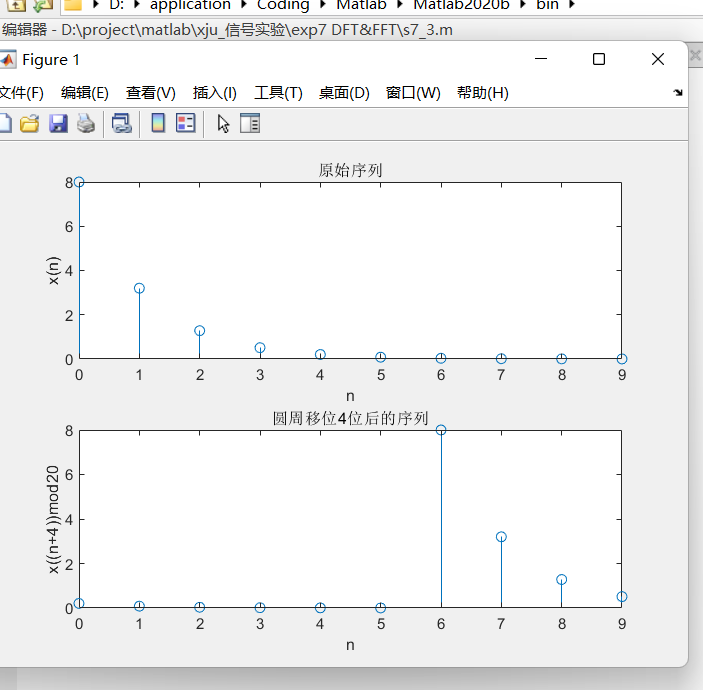 D: application Coding Matlab Matlab2020b bin
编辑器 - D:\project\matlab\xju_信号实验\exp7 DFT&FFT\s7_3.m
Figure 1
文件(F) 编辑(E) 查看(V) 插入(I) 工具(T) 桌面(D) 窗口(W) 帮助(H)
原始序列
8
6
4
2
0
x(n)
0 1 2 3 4 5 6 7 8 9
n
圆周移位4位后的序列
8
6
4
2
0
x((n+4))mod20
0 1 2 3 4 5 6 7 8 9
n